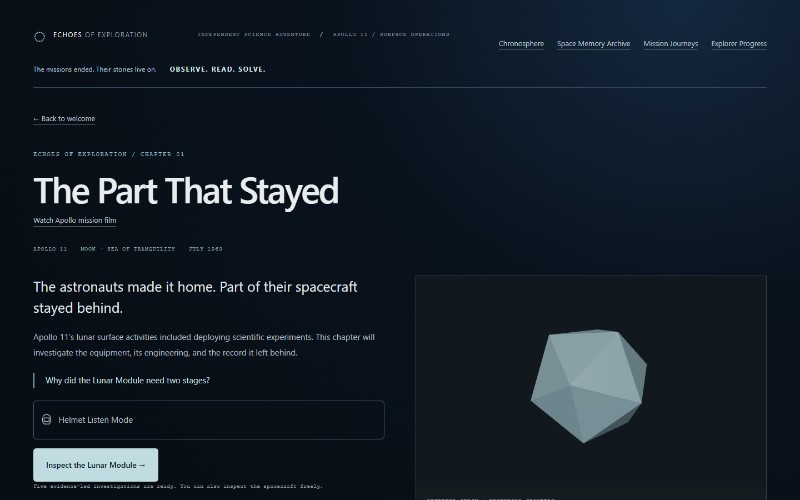 ECHOES OF EXPLORATION
INDEPENDENT SCIENCE ADVENTURE / APOLLO 11 / SURFACE OPERATIONS
Chronosphere Space Memory Archive Mission Journeys Explorer Progress
The missions ended. Their stories live on. OBSERVE. READ. SOLVE.
← Back to welcome
ECHOES OF EXPLORATION / CHAPTER 01
The Part That Stayed
Watch Apollo mission film
APOLLO 11 MOON · SEA OF TRANQUILITY JULY 1969
The astronauts made it home. Part of their spacecraft
stayed behind.
Apollo 11's lunar surface activities included deploying scientific experiments. This chapter will
investigate the equipment, its engineering, and the record it left behind.
Why did the Lunar Module need two stages?
Helmet Listen Mode
Inspect the Lunar Module →
Five evidence-led investigations are ready. You can also inspect the spacecraft freely.